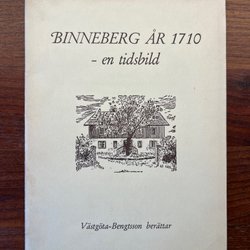 BINNEBERG ÅR 1710
- en tidsbild
Västgöta-Bengtsson berättar